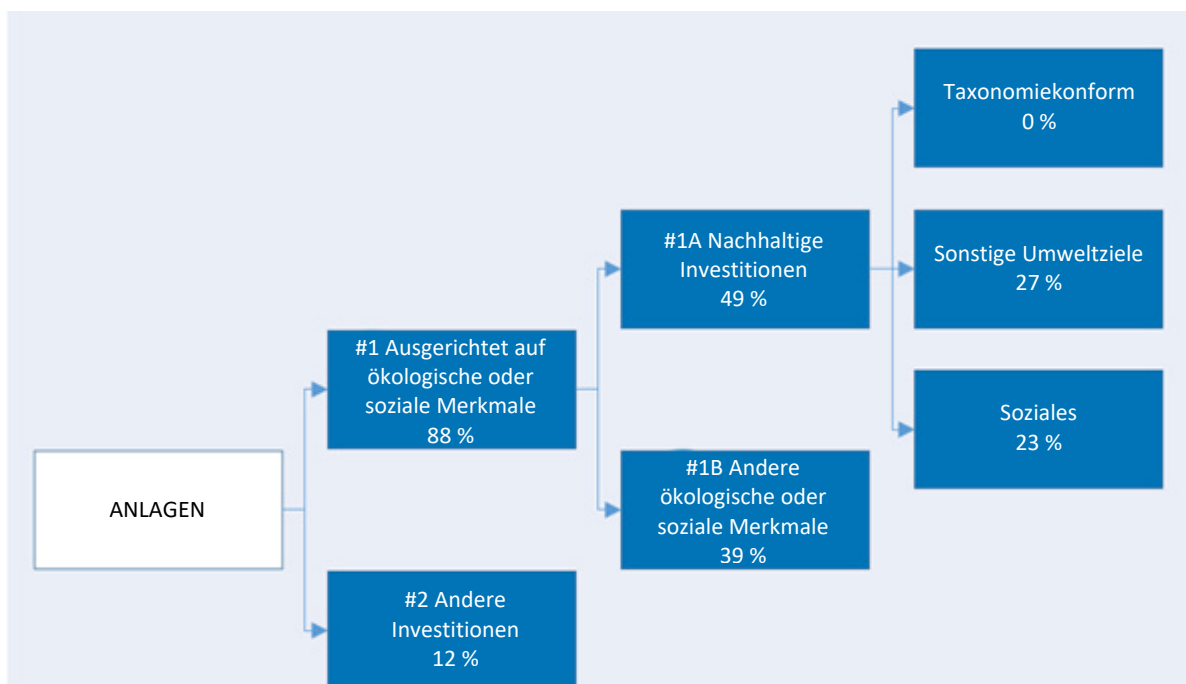 ANLAGEN
#1 Ausgerichtet auf
ökologische oder
soziale Merkmale
88 %
#2 Andere
Investitionen
12 %
#1A Nachhaltige
Investitionen
49 %
#1B Andere
ökologische oder
soziale Merkmale
39 %
Taxonomiekonform
0 %
Sonstige Umweltziele
27 %
Soziales
23 %